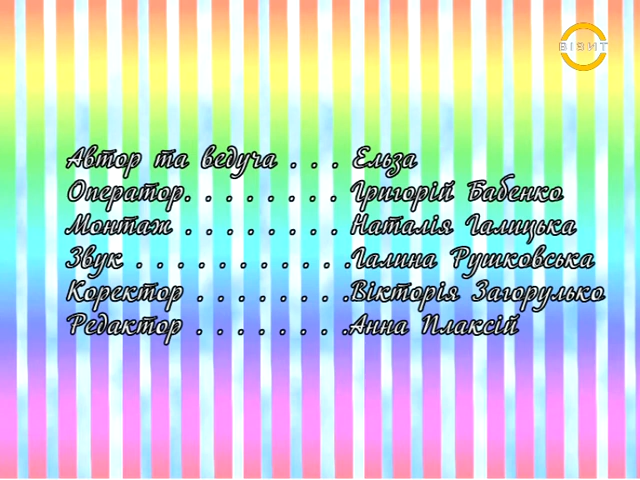 ВІЗИТ
Автор та ведуча . . . Ельза
Оператор. . . . . . . . Григорій Бабенко
Монтаж . . . . . . . . Наталія Галицька
Звук . . . . . . . . . . .Галина Рушковська
Коректор . . . . . . . .Вікторія Загорулько
Редактор . . . . . . . .Анна Плаксій